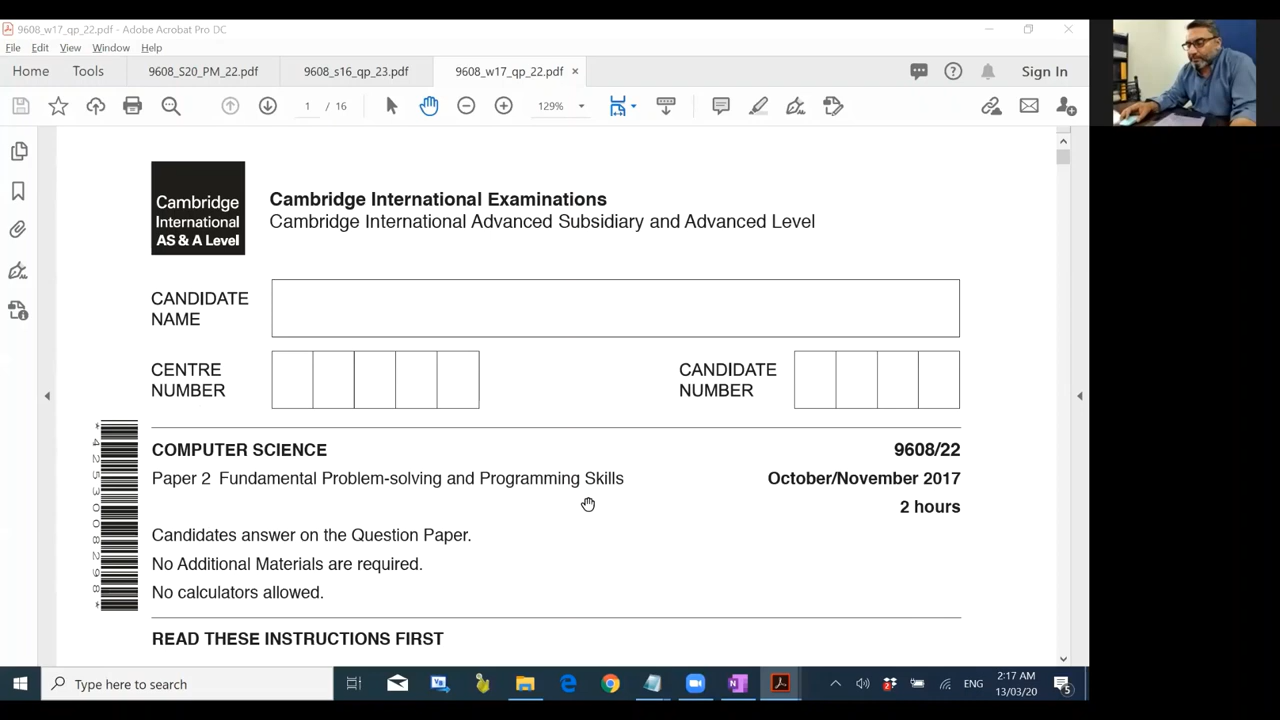 9608_w17_qp_22.pdf - Adobe Acrobat Pro DC
File Edit View Window Help
Home Tools 9608_S20_PM_22.pdf 9608_s16_qp_23.pdf 9608_w17_qp_22.pdf × Sign In
1 / 16 129%
Cambridge
International
AS & A Level
Cambridge International Examinations
Cambridge International Advanced Subsidiary and Advanced Level
CANDIDATE
NAME
CENTRE
NUMBER
CANDIDATE
NUMBER
COMPUTER SCIENCE 9608/22
Paper 2 Fundamental Problem-solving and Programming Skills October/November 2017
2 hours
Candidates answer on the Question Paper.
No Additional Materials are required.
No calculators allowed.
READ THESE INSTRUCTIONS FIRST
*4253008298*
Type here to search
ENG
2:17 AM
13/03/20
5